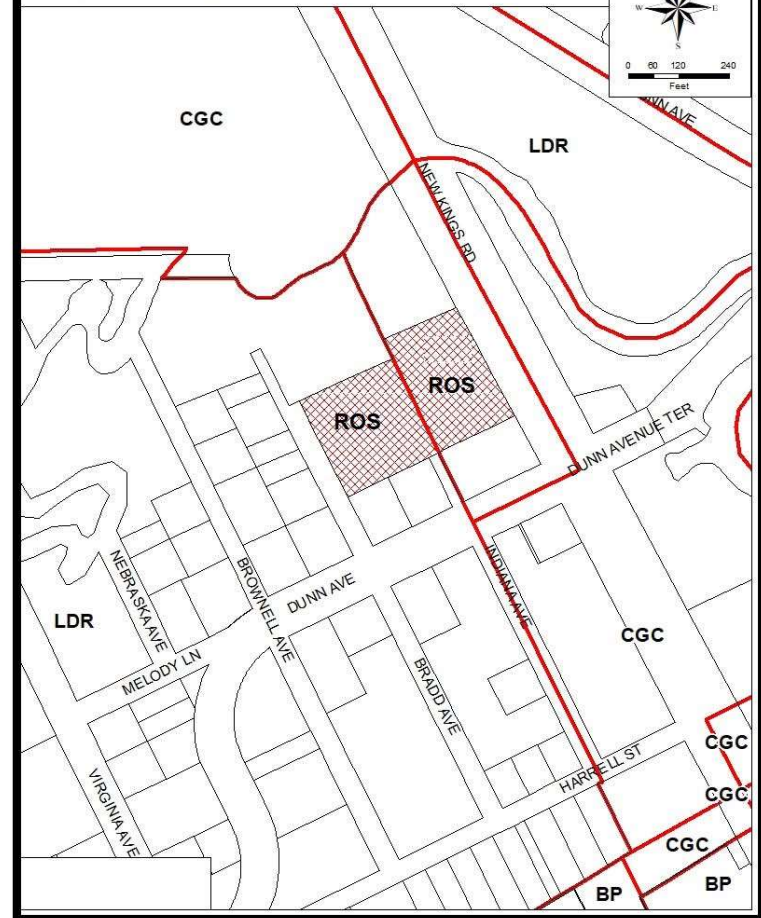 W E
S
0 60 120 240
Feet
CGC
LDR
NEW KINGS RD
ROS
ROS
DUNN AVENUE TER
NEBRASKA AVE
BROWNELL AVE
DUNN AVE
INDIANA AVE
LDR
CGC
MELODY LN
BRADD AVE
VIRGINIA AVE
HARRELL ST
CGC
CGC
CGC
BP
BP